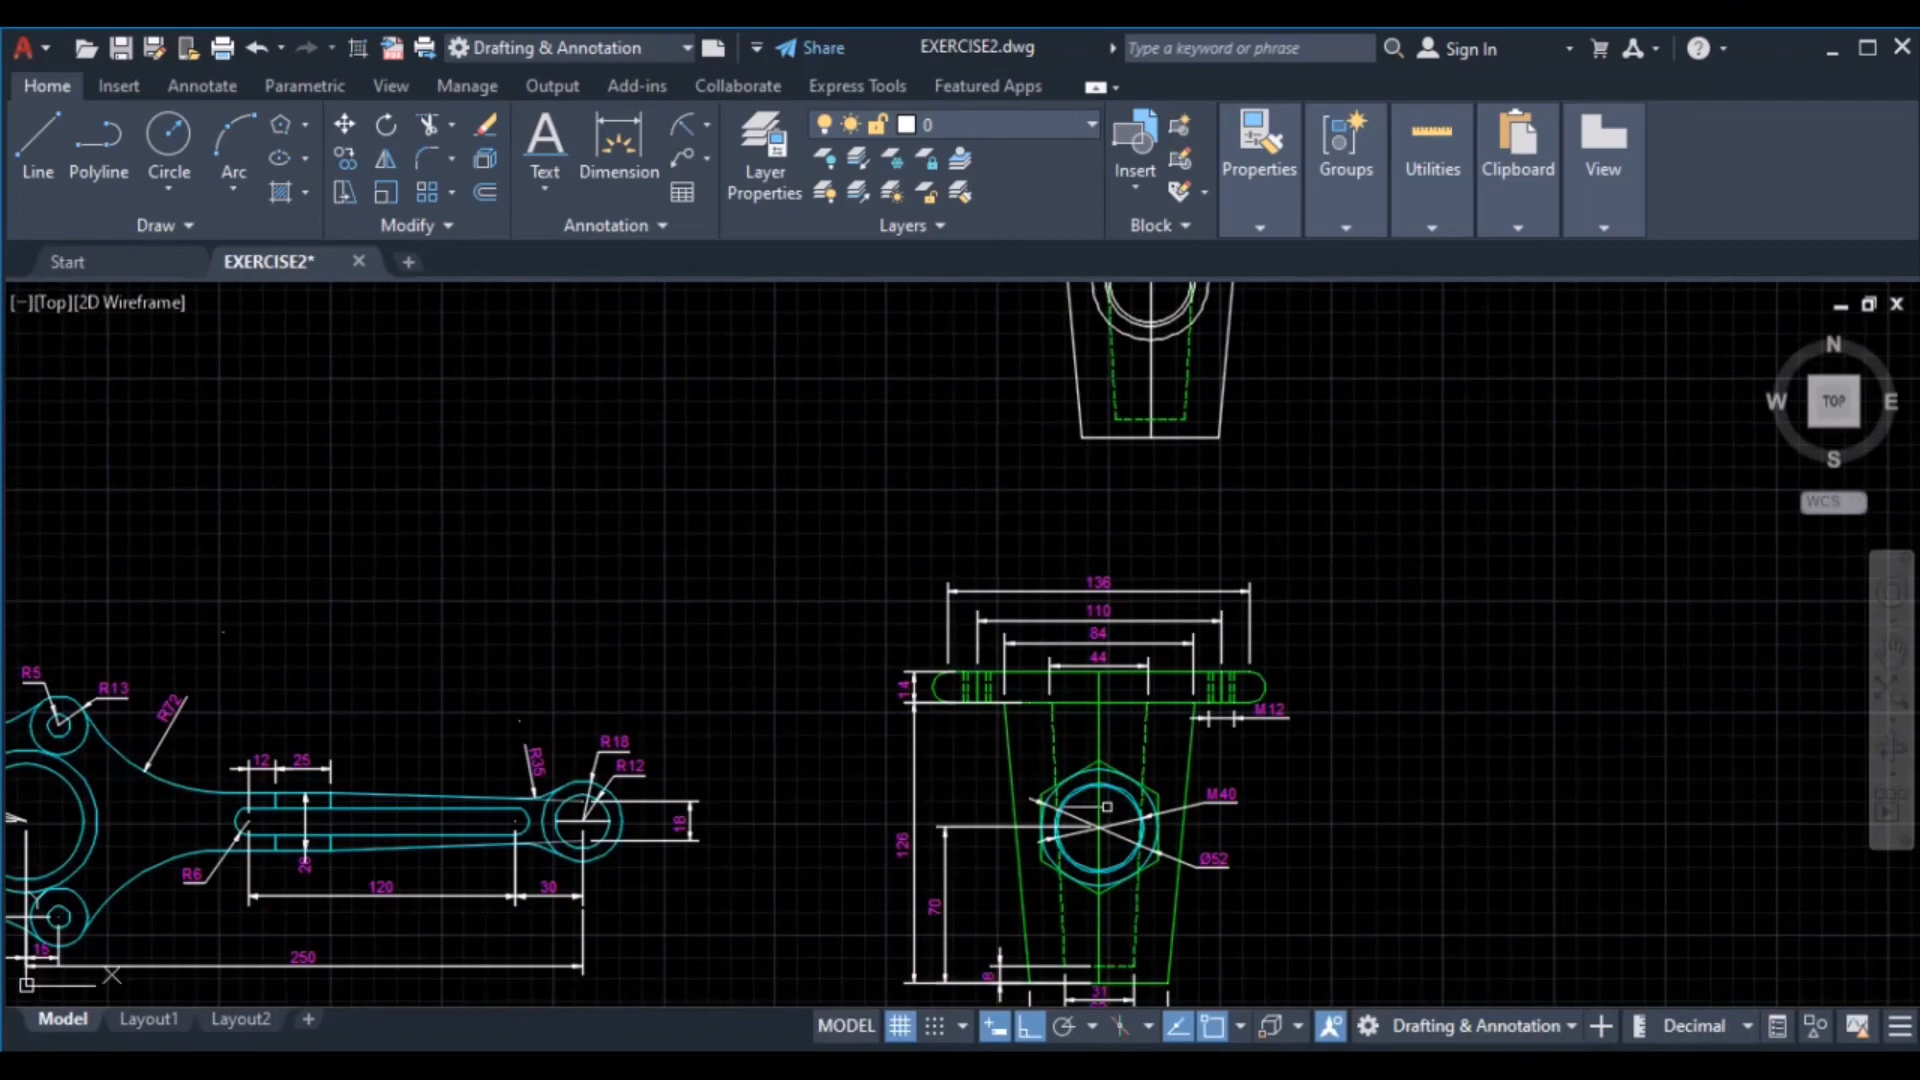 Drafting & Annotation
Share
EXERCISE2.dwg
Type a keyword or phrase
Sign In
Home Insert Annotate Parametric View Manage Output Add-ins Collaborate Express Tools Featured Apps
0
Line Polyline Circle Arc
Text Dimension
Layer Properties
Insert
Properties Groups Utilities Clipboard View
Draw Modify Annotation Layers Block
Start EXERCISE2*
[−][Top][2D Wireframe]
N
W TOP E
S
WCS
136
110
84
44
14
M12
R5
R13
R72
R18
R35
R12
12 25
M40
18
126
Ø52
R6
120 30
70
15
250
8
31
Model Layout1 Layout2
MODEL
Drafting & Annotation
Decimal